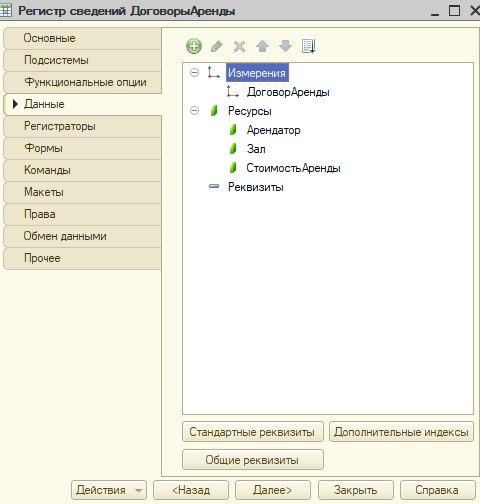 Регистр сведений ДоговорыАренды
Основные
Подсистемы
Функциональные опции
Данные
Регистраторы
Формы
Команды
Макеты
Права
Обмен данными
Прочее
Измерения
ДоговорАренды
Ресурсы
Арендатор
Зал
СтоимостьАренды
Реквизиты
Стандартные реквизиты
Дополнительные индексы
Общие реквизиты
Действия
<Назад
Далее>
Закрыть
Справка